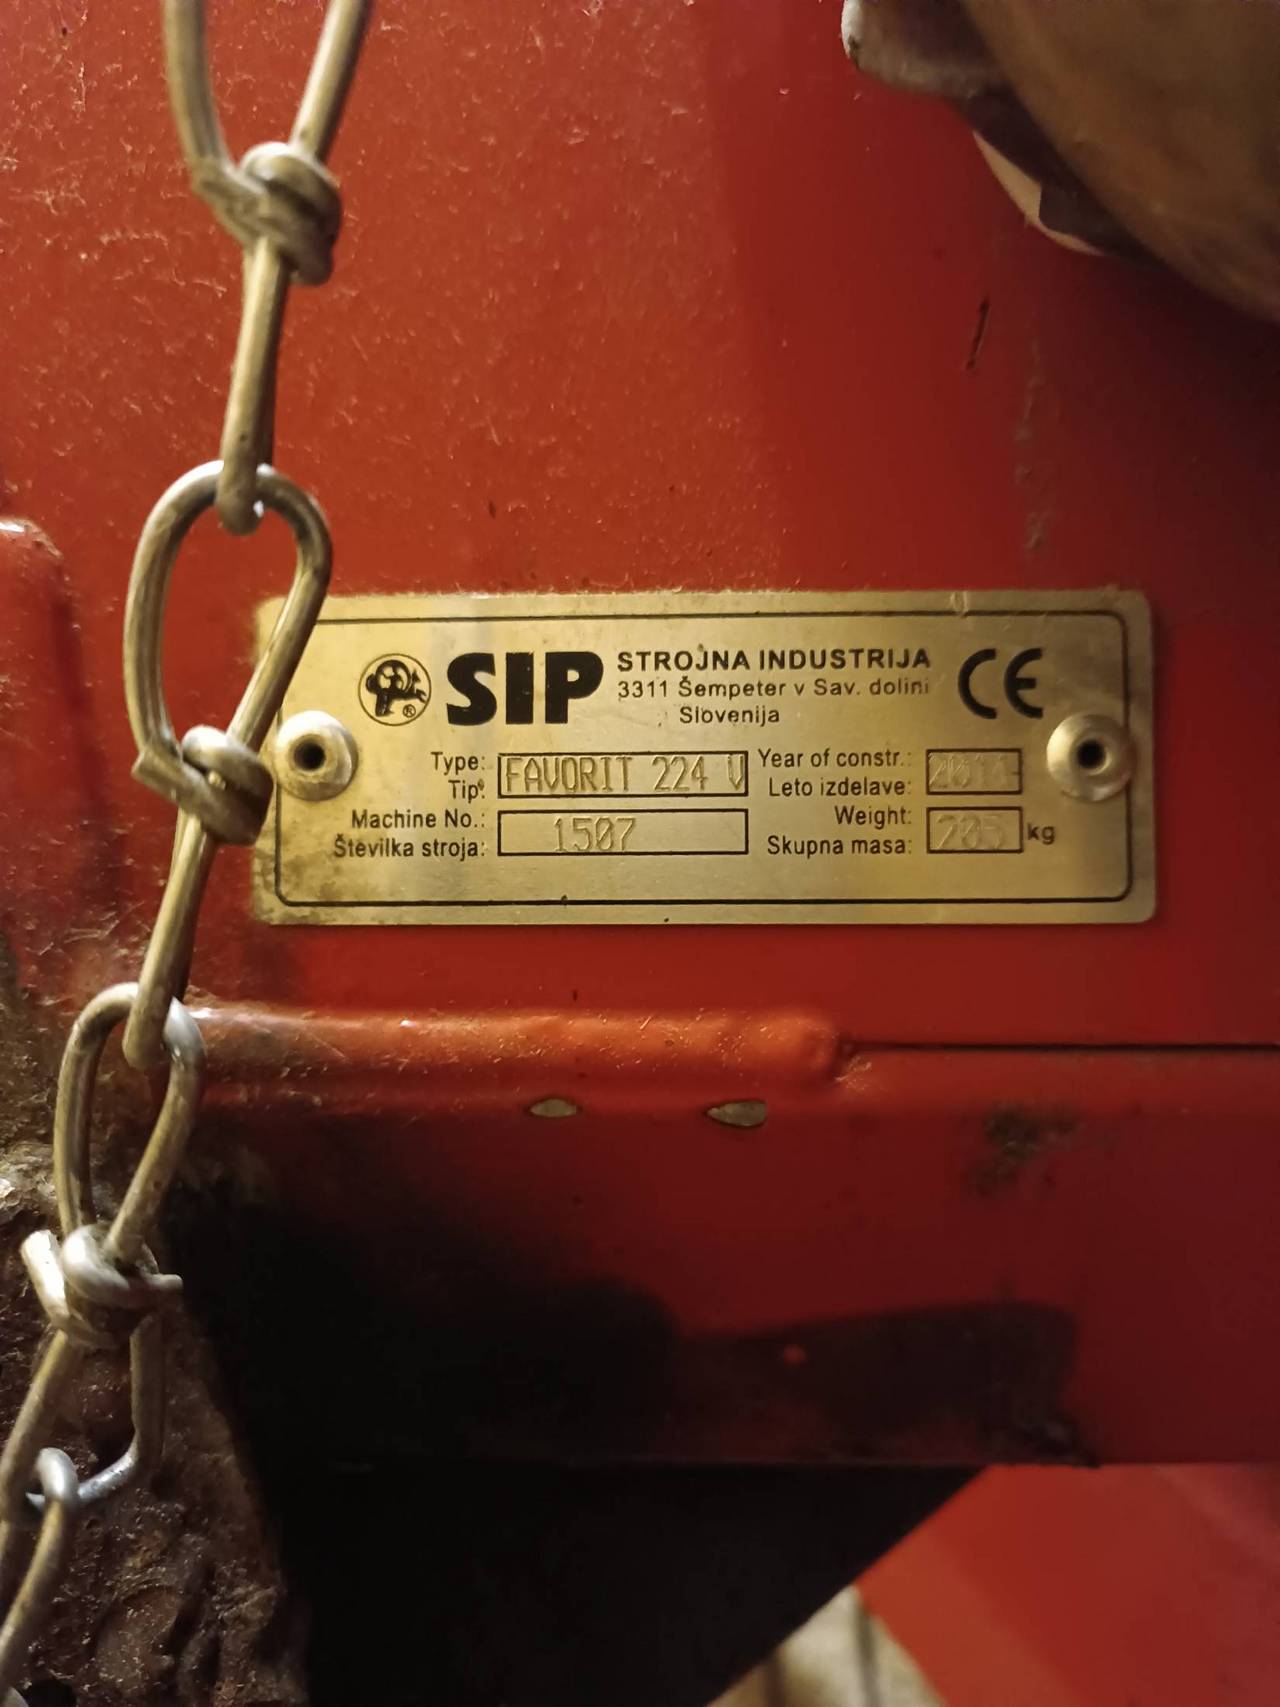 SIP STROJNA INDUSTRIJA CE
3311 Šempeter v Sav. dolini
Slovenija
®
Type: FAVORIT 224 V Year of constr.:
Tip: Leto izdelave:
Machine No.: 1507 Weight: 205 kg
Številka stroja: Skupna masa: